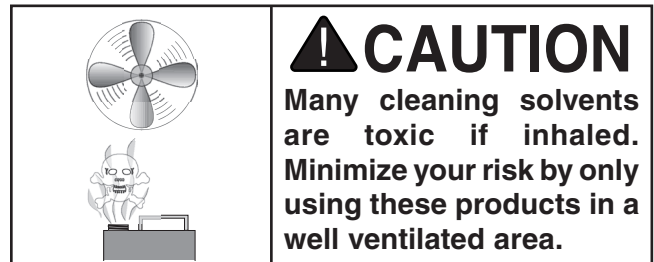 CAUTION
Many cleaning solvents
are toxic if inhaled.
Minimize your risk by only
using these products in a
well ventilated area.